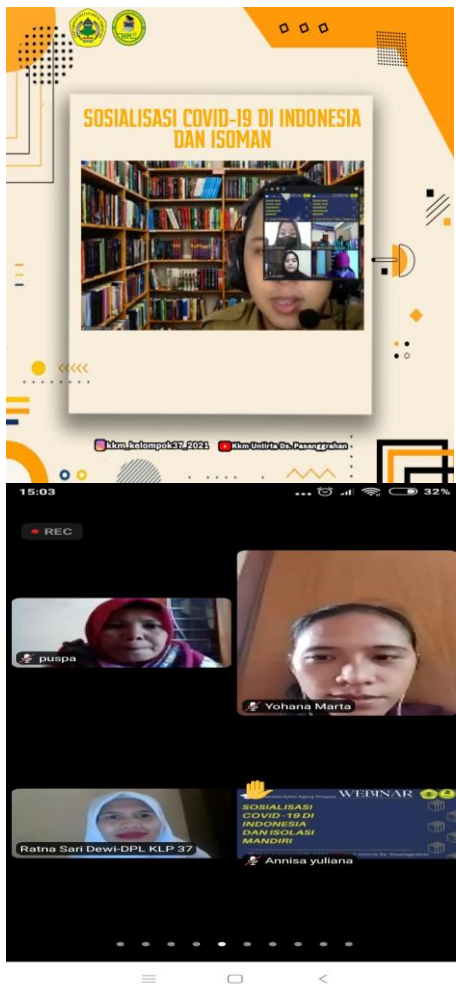 SOSIALISASI COVID-19 DI INDONESIA
DAN ISOMAN
kkm_kelompok37_2021
Kkm Untirta Ds. Pasanggrahan
15:03
32%
REC
puspa
Yohana Marta
Ratna Sari Dewi-DPL KLP 37
WEBINAR
SOSIALISASI
COVID-19 DI
INDONESIA
DAN ISOLASI
MANDIRI
Annisa yuliana